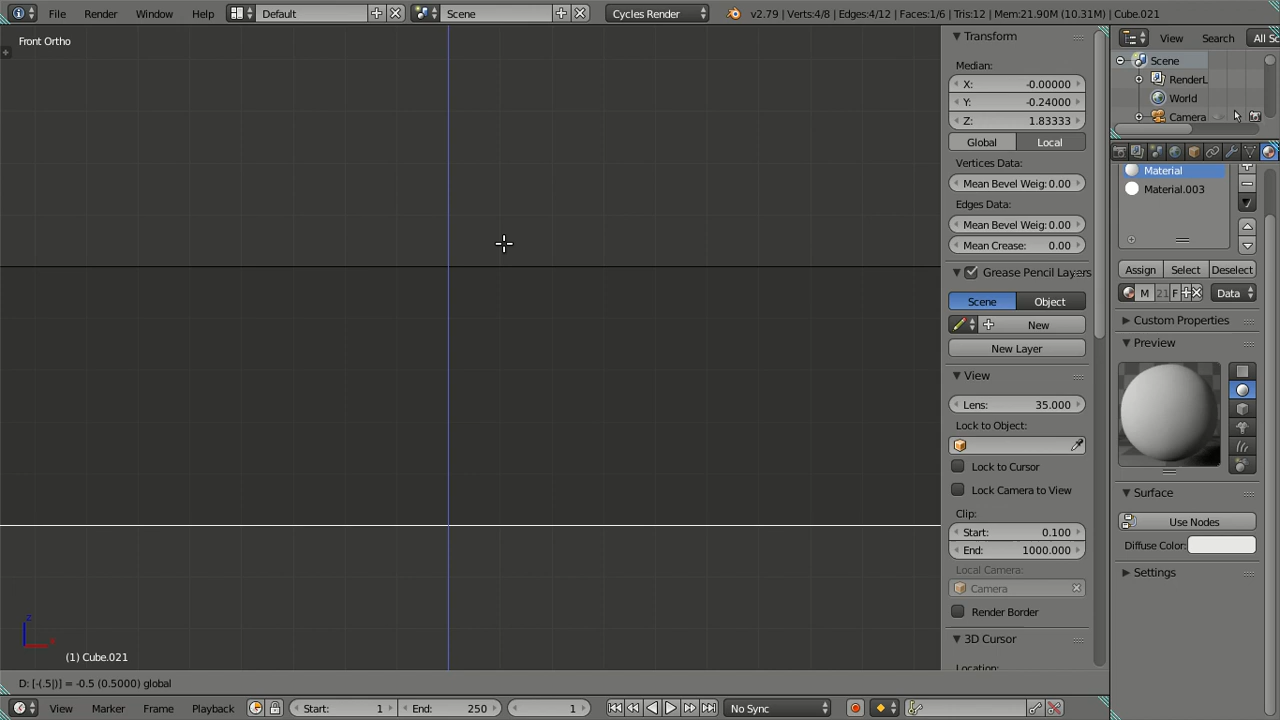 File Render Window Help Default Scene Cycles Render v2.79 | Verts:4/8 | Edges:4/12 | Faces:1/6 | Tris:12 | Mem:21.90M (10.31M) | Cube.021
Front Ortho
Transform
Median:
X: -0.00000
Y: -0.24000
Z: 1.83333
Global Local
Vertices Data:
Mean Bevel Weig: 0.00
Edges Data:
Mean Bevel Weig: 0.00
Mean Crease: 0.00
Grease Pencil Layers
Scene Object
New
New Layer
View
Lens: 35.000
Lock to Object:
Lock to Cursor
Lock Camera to View
Clip:
Start: 0.100
End: 1000.000
Local Camera:
Camera
Render Border
3D Cursor
Location:
View Search All Sc
Scene
RenderL
World
Camera
Material
Material.003
Assign Select Deselect
M 21 F Data
Custom Properties
Preview
Surface
Use Nodes
Diffuse Color:
Settings
z
x
(1) Cube.021
D: [-(.5|)] = -0.5 (0.5000) global
View Marker Frame Playback Start: 1 End: 250 1 No Sync